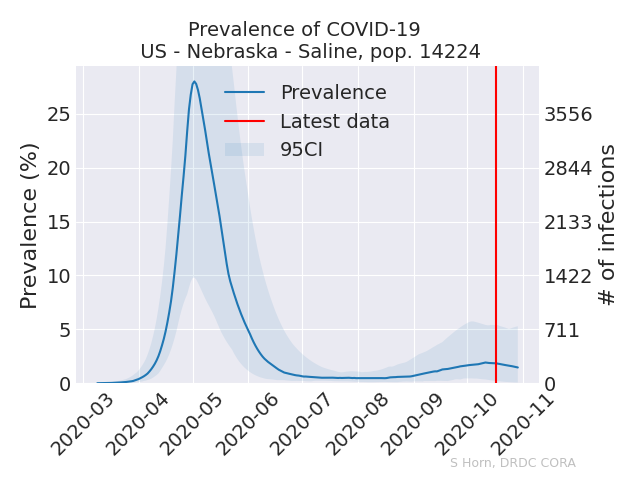 Prevalence of COVID-19
US - Nebraska - Saline, pop. 14224
Prevalence
Latest data
95CI
Prevalence (%)
25
20
15
10
5
0
# of infections
3556
2844
2133
1422
711
0
2020-03
2020-04
2020-05
2020-06
2020-07
2020-08
2020-09
2020-10
2020-11
S Horn, DRDC CORA